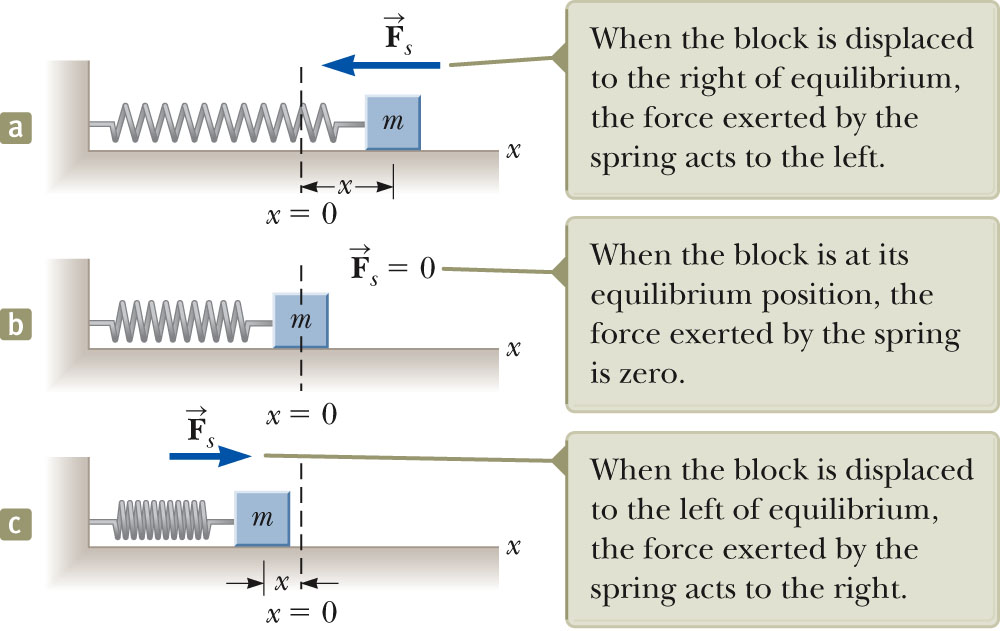 F⃗s
When the block is displaced
to the right of equilibrium,
the force exerted by the
spring acts to the left.
a
m
x
x
x = 0
F⃗s = 0
When the block is at its
equilibrium position, the
force exerted by the spring
is zero.
b
m
x
x = 0
F⃗s
When the block is displaced
to the left of equilibrium,
the force exerted by the
spring acts to the right.
c
m
x
x
x = 0